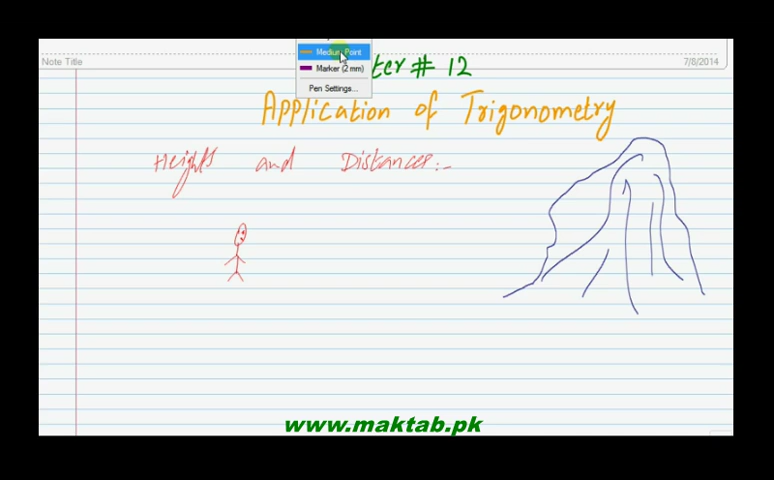 Medium Point
Note Title
ter # 12
7/8/2014
Marker (2 mm)
Pen Settings...
Application of Trigonometry
Heights and Distances:-
www.maktab.pk